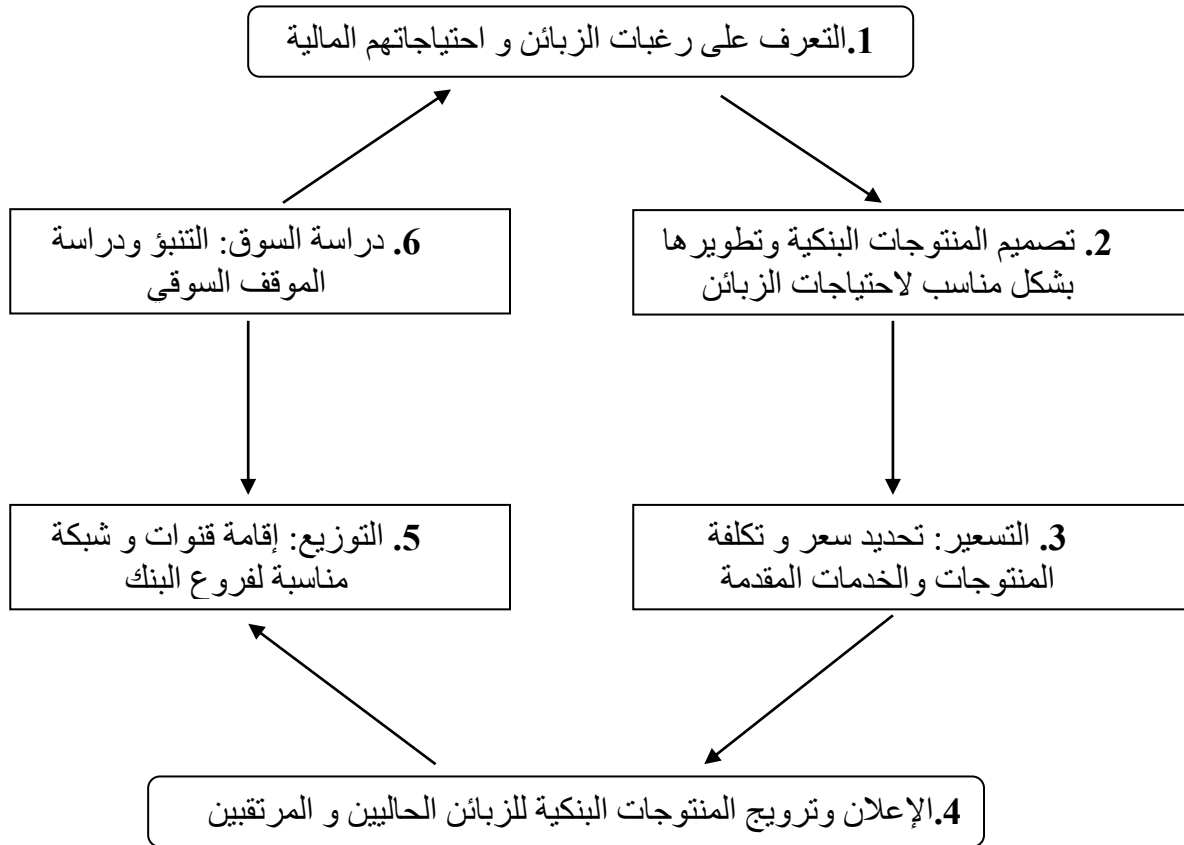 1.التعرف على رغبات الزبائن و احتياجاتهم المالية
2. تصميم المنتوجات البنكية وتطويرها
بشكل مناسب لاحتياجات الزبائن
3. التسعير: تحديد سعر و تكلفة
المنتوجات والخدمات المقدمة
4.الإعلان وترويج المنتوجات البنكية للزبائن الحاليين و المرتقبين
5. التوزيع: إقامة قنوات و شبكة
مناسبة لفروع البنك
6. دراسة السوق: التنبؤ ودراسة
الموقف السوقي